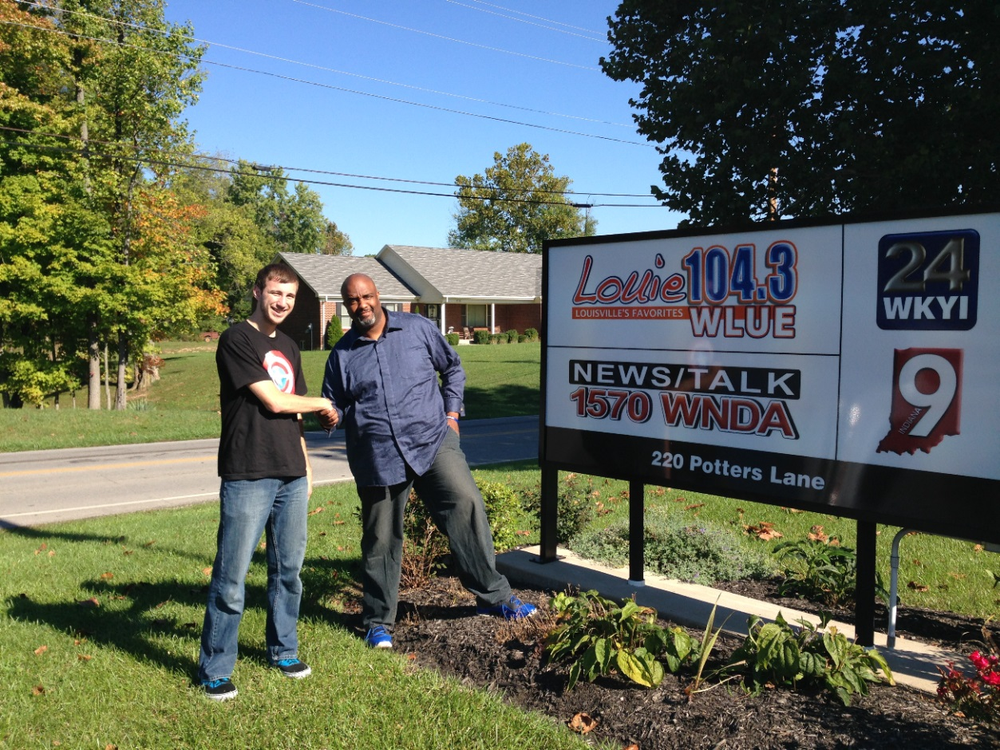 Louie 104.3
LOUISVILLE'S FAVORITES
WLUE
NEWS/TALK
1570 WNDA
24
WKYI
9
INDIANA
220 Potters Lane